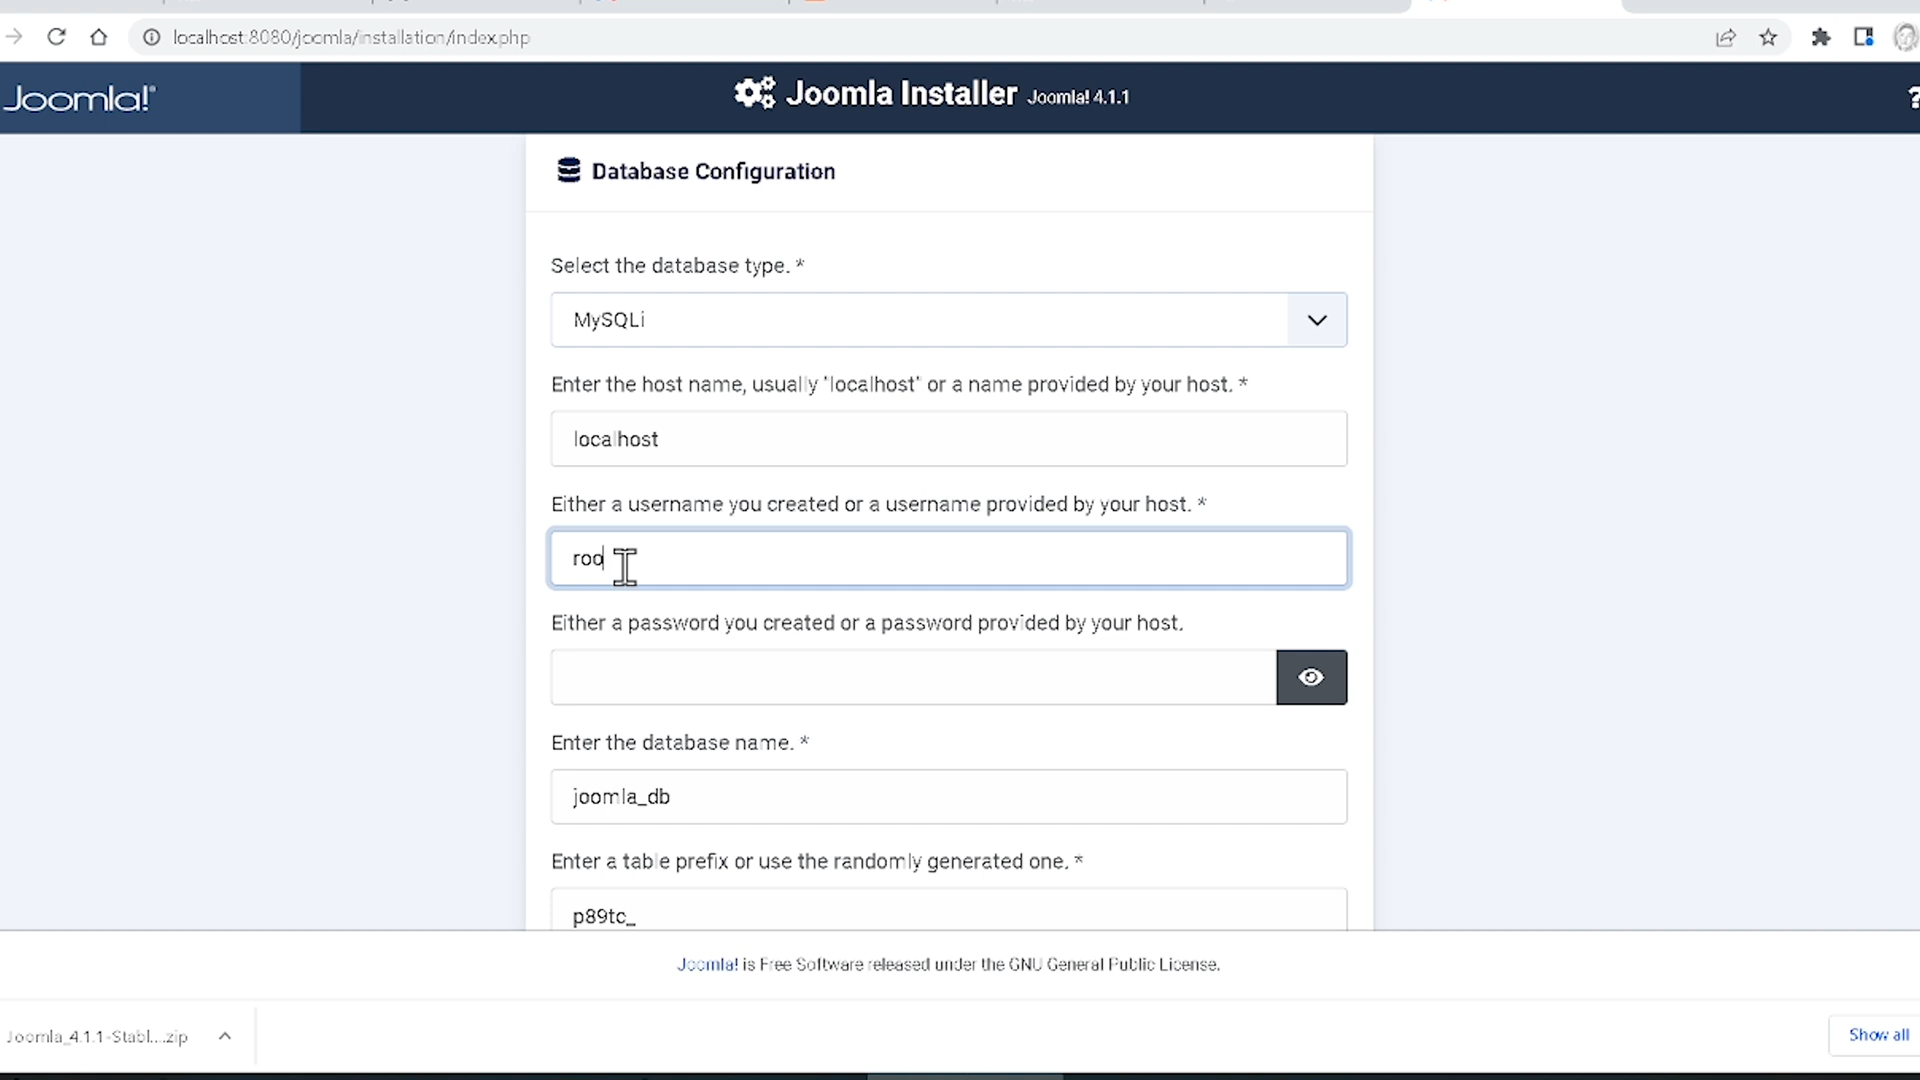 localhost:8080/joomla/installation/index.php
Joomla!®
Joomla Installer Joomla! 4.1.1
?
Database Configuration
Select the database type. *
MySQLi
Enter the host name, usually "localhost" or a name provided by your host. *
localhost
Either a username you created or a username provided by your host. *
roo
Either a password you created or a password provided by your host.
Enter the database name. *
joomla_db
Enter a table prefix or use the randomly generated one. *
p89tc_
Joomla! is Free Software released under the GNU General Public License.
Joomla_4.1.1-Stabl....zip
Show all